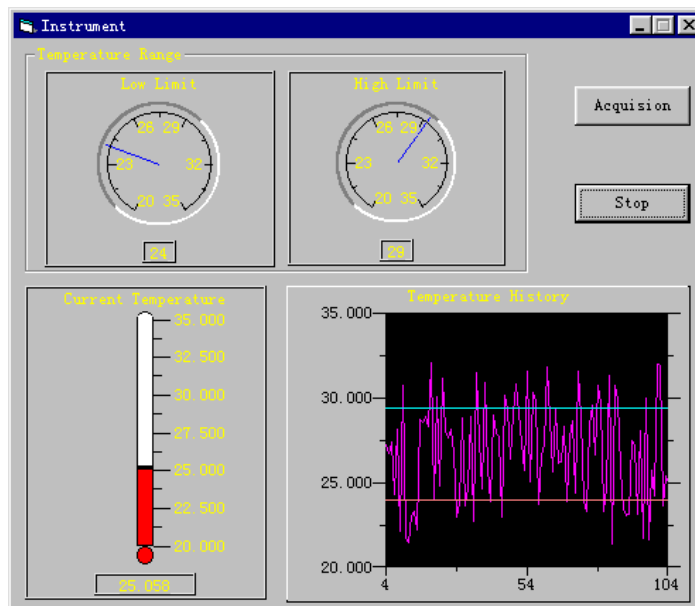 Instrument
Temperature Range
Low Limit
26 29
23 32
20 35
24
High Limit
26 29
23 32
20 35
29
Acquision
Stop
Current Temperature
35.000
32.500
30.000
27.500
25.000
22.500
20.000
25.058
Temperature History
35.000
30.000
25.000
20.000
4 54 104